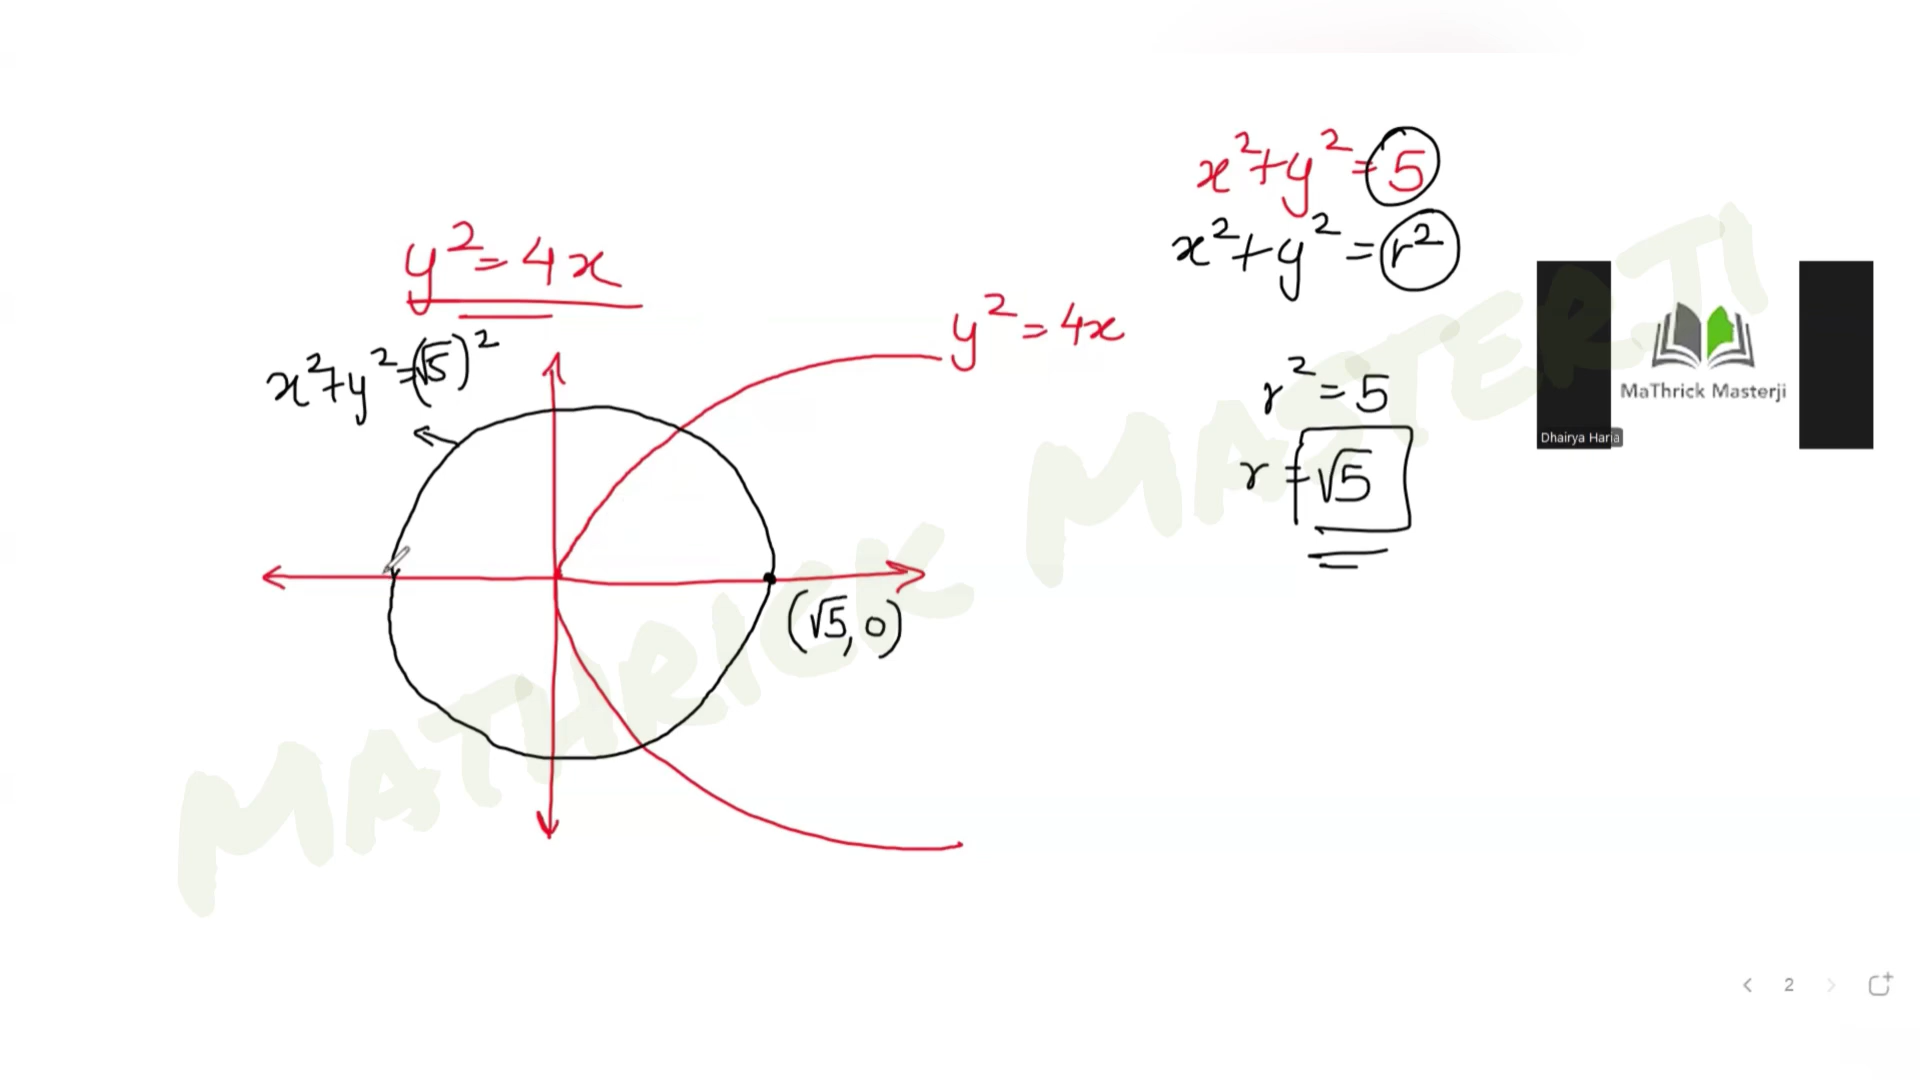 x²+y²=5
x²+y²=r²
y²=4x
y²=4x
x²+y²=(√5)²
r²=5
r=√5
(√5,0)
MaThrick Masterji
Dhairya Haria
MATHRICK MASTERJI
2